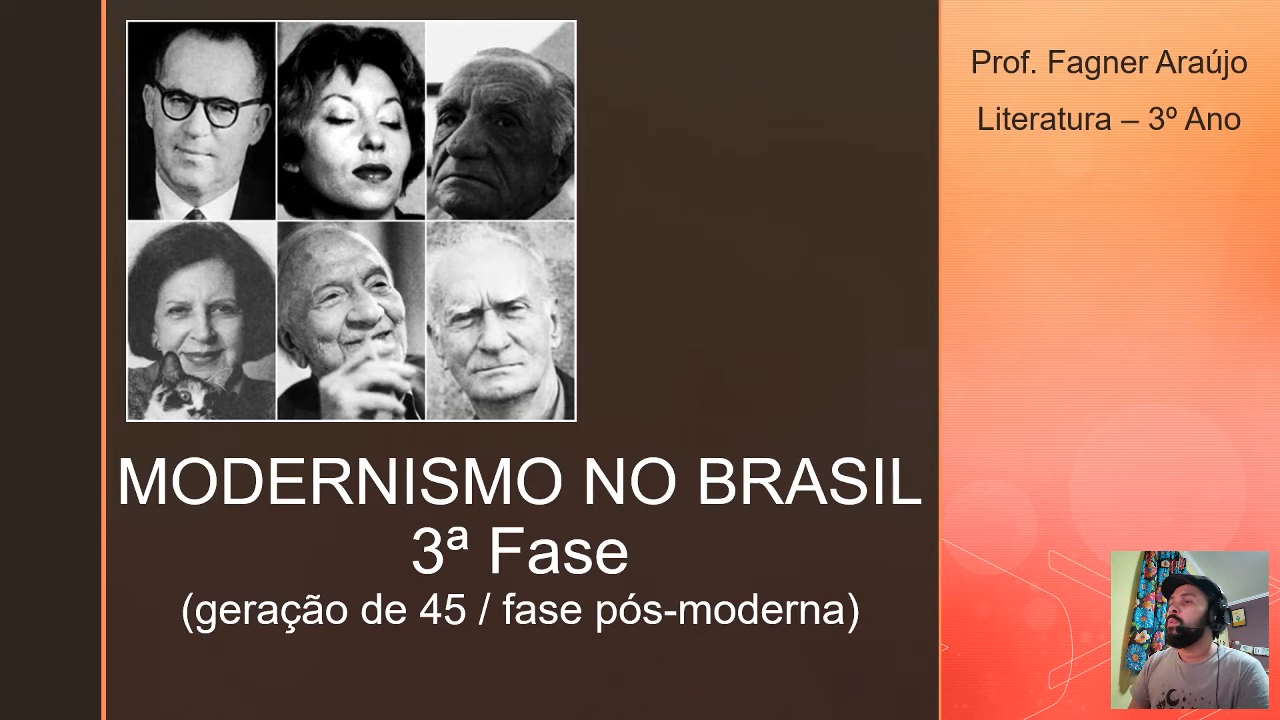 MODERNISMO NO BRASIL
3ª Fase
(geração de 45 / fase pós-moderna)
Prof. Fagner Araújo
Literatura – 3º Ano